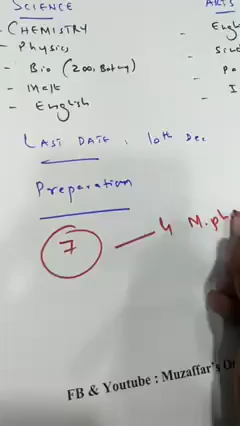 SCIENCE
ARTS
- CHEMISTRY
- Physics
- Bio (Zoo, Botany)
- Math
- English
LAST DATE : 10th Dec
Preparation
7 — 4 M.ph
FB & Youtube : Muzaffar's